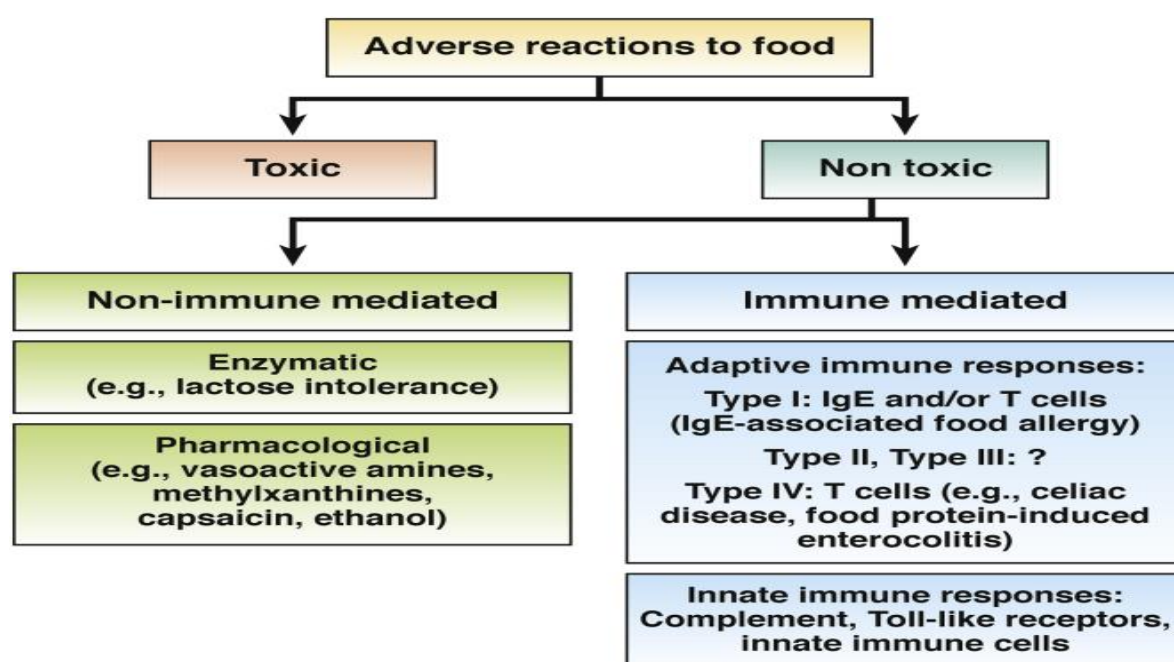 Adverse reactions to food
Toxic
Non toxic
Non-immune mediated
Enzymatic
(e.g., lactose intolerance)
Pharmacological
(e.g., vasoactive amines,
methylxanthines,
capsaicin, ethanol)
Immune mediated
Adaptive immune responses:
Type I: IgE and/or T cells
(IgE-associated food allergy)
Type II, Type III: ?
Type IV: T cells (e.g., celiac
disease, food protein-induced
enterocolitis)
Innate immune responses:
Complement, Toll-like receptors,
innate immune cells